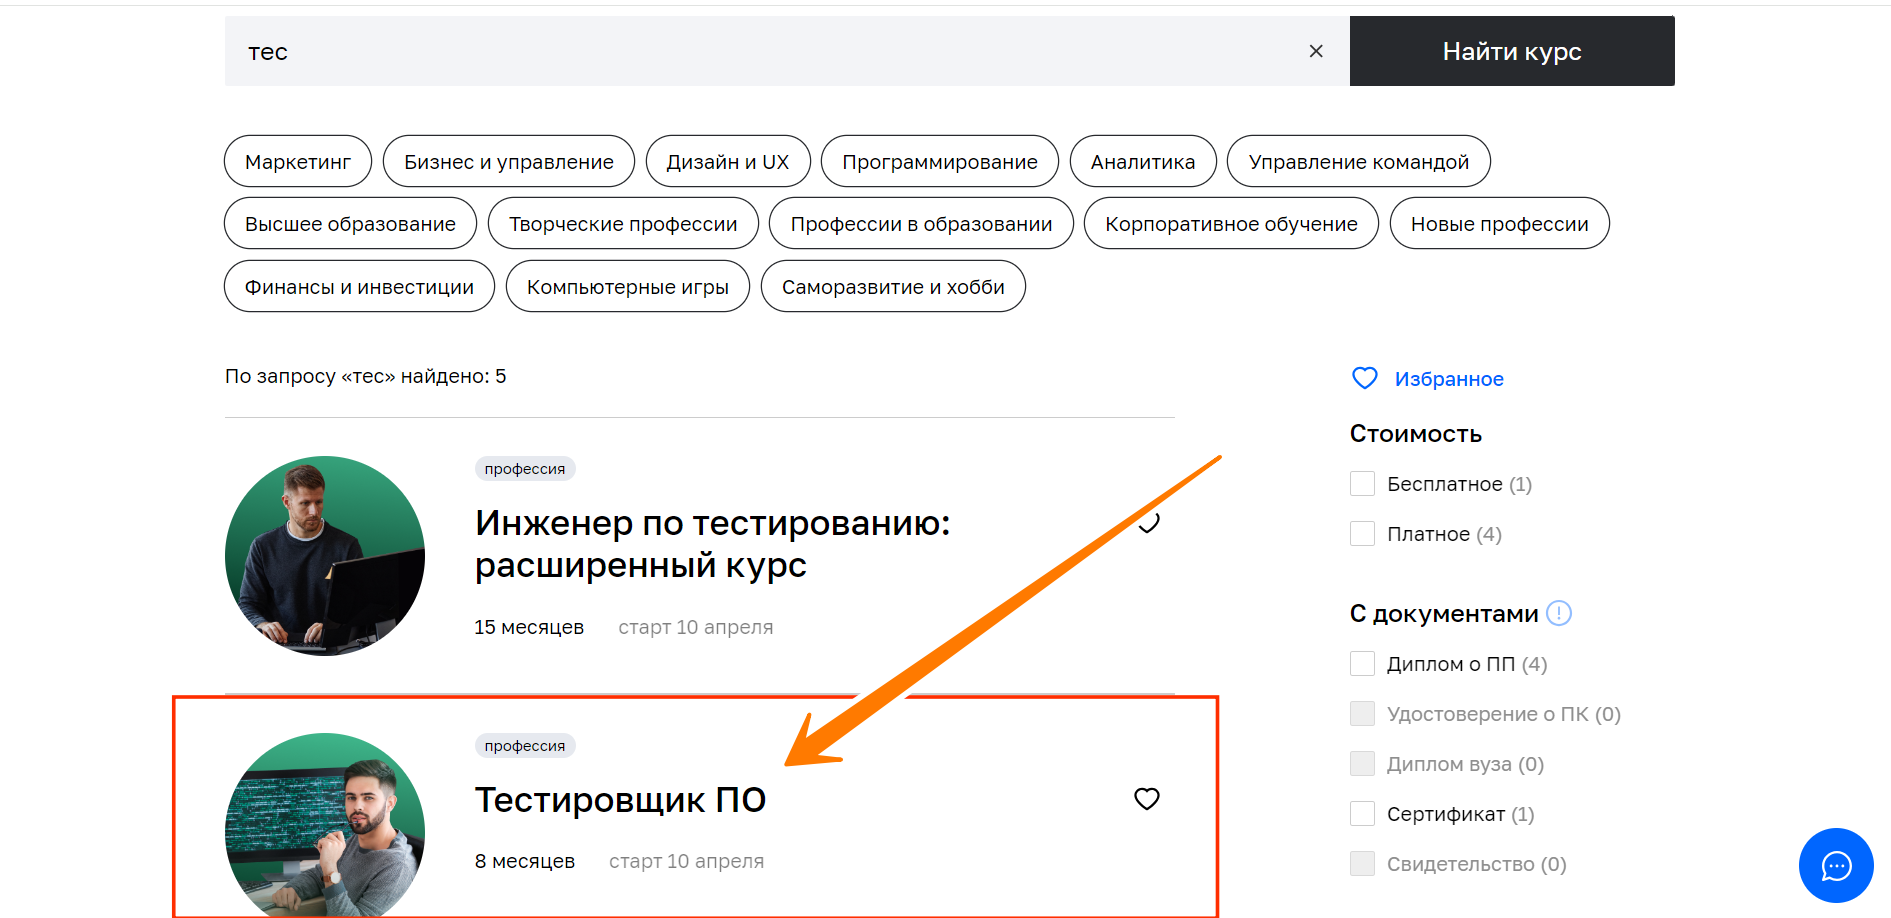 тес
Найти курс
Маркетинг Бизнес и управление Дизайн и UX Программирование Аналитика Управление командой
Высшее образование Творческие профессии Профессии в образовании Корпоративное обучение Новые профессии
Финансы и инвестиции Компьютерные игры Саморазвитие и хобби
По запросу «тес» найдено: 5
профессия
Инженер по тестированию:
расширенный курс
15 месяцев старт 10 апреля
профессия
Тестировщик ПО
8 месяцев старт 10 апреля
Избранное
Стоимость
Бесплатное (1)
Платное (4)
С документами
Диплом о ПП (4)
Удостоверение о ПК (0)
Диплом вуза (0)
Сертификат (1)
Свидетельство (0)